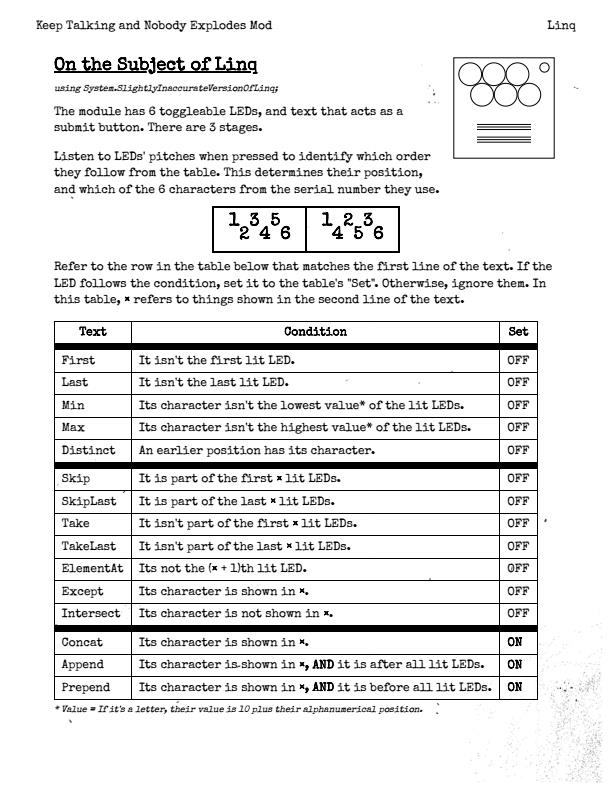 Keep Talking and Nobody Explodes Mod Linq
On the Subject of Linq
using System.SlightlyInaccurateVersionOfLinq;
The module has 6 toggleable LEDs, and text that acts as a
submit button. There are 3 stages.
Listen to LEDs' pitches when pressed to identify which order
they follow from the table. This determines their position,
and which of the 6 characters from the serial number they use.
1 3 5 1 2 3
2 4 6 4 5 6
Refer to the row in the table below that matches the first line of the text. If the
LED follows the condition, set it to the table's "Set". Otherwise, ignore them. In
this table, × refers to things shown in the second line of the text.
Text Condition Set
First It isn't the first lit LED. OFF
Last It isn't the last lit LED. OFF
Min Its character isn't the lowest value* of the lit LEDs. OFF
Max Its character isn't the highest value* of the lit LEDs. OFF
Distinct An earlier position has its character. OFF
Skip It is part of the first × lit LEDs. OFF
SkipLast It is part of the last × lit LEDs. OFF
Take It isn't part of the first × lit LEDs. OFF
TakeLast It isn't part of the last × lit LEDs. OFF
ElementAt Its not the (× + 1)th lit LED. OFF
Except Its character is shown in ×. OFF
Intersect Its character is not shown in ×. OFF
Concat Its character is shown in ×. ON
Append Its character is shown in ×, AND it is after all lit LEDs. ON
Prepend Its character is shown in ×, AND it is before all lit LEDs. ON
* Value = If it's a letter, their value is 10 plus their alphanumerical position.